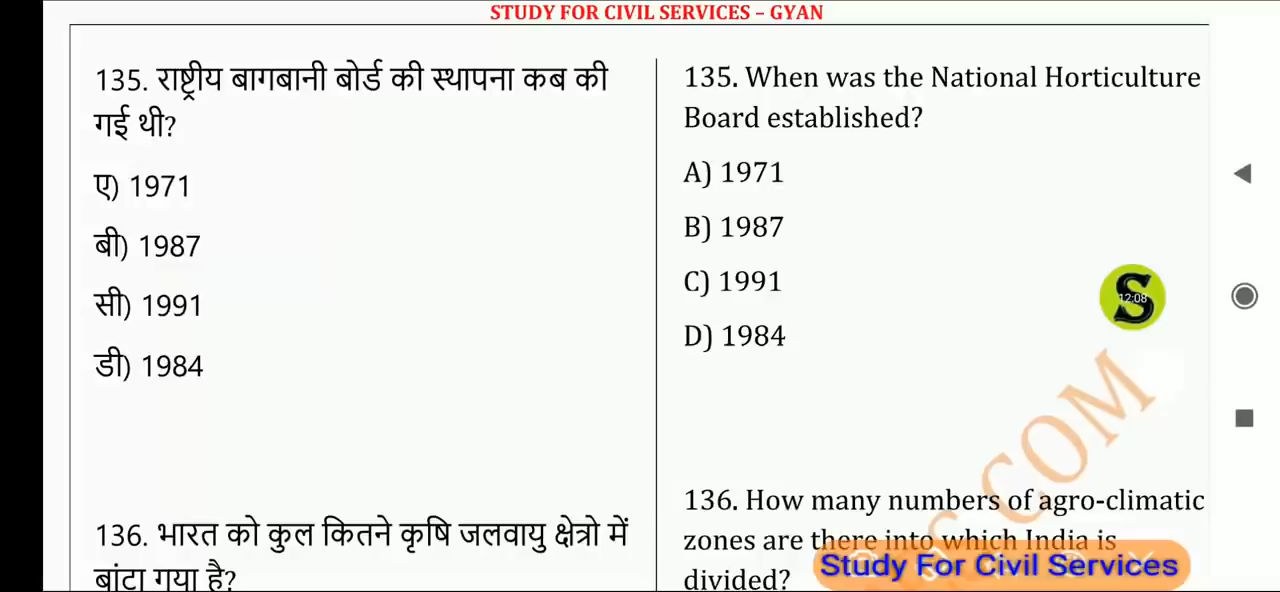 STUDY FOR CIVIL SERVICES – GYAN
135. राष्ट्रीय बागबानी बोर्ड की स्थापना कब की
गई थी?
ए) 1971
बी) 1987
सी) 1991
डी) 1984
136. भारत को कुल कितने कृषि जलवायु क्षेत्रो में
बांटा गया है?
135. When was the National Horticulture
Board established?
A) 1971
B) 1987
C) 1991
D) 1984
S
12:08
.COM
136. How many numbers of agro-climatic
zones are there into which India is
divided?
Study For Civil Services